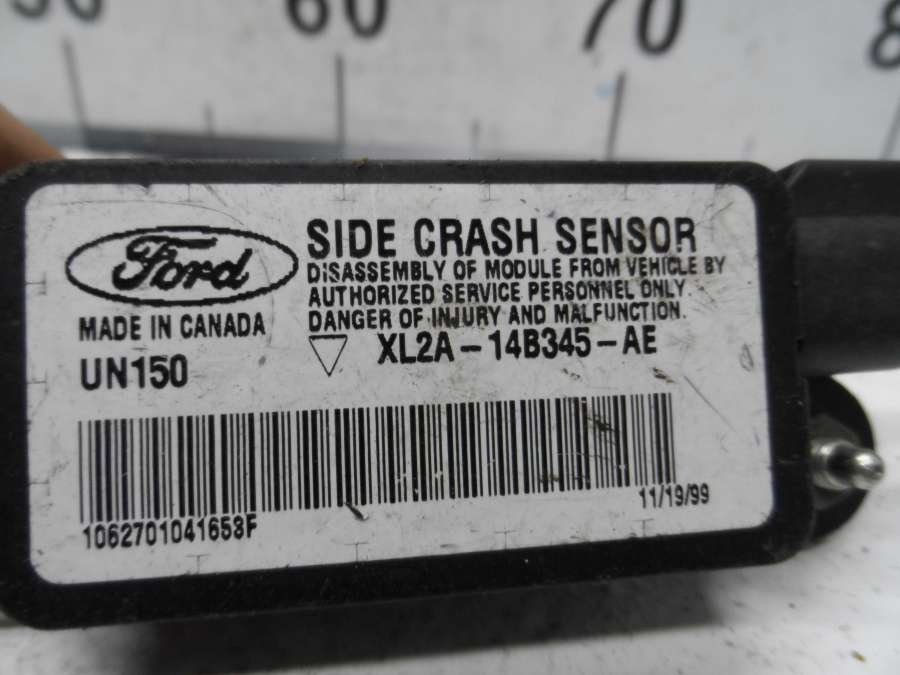 60 70
Ford
SIDE CRASH SENSOR
DISASSEMBLY OF MODULE FROM VEHICLE BY
AUTHORIZED SERVICE PERSONNEL ONLY.
DANGER OF INJURY AND MALFUNCTION.
MADE IN CANADA
XL2A-14B345-AE
UN150
11/19/99
1062701041658F